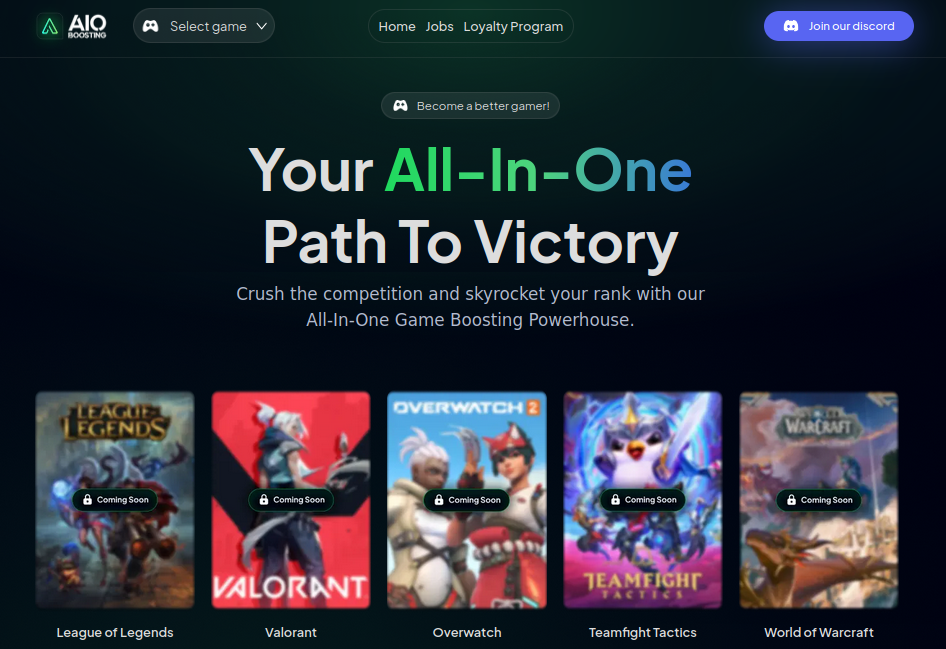 AIO
BOOSTING
Select game
Home Jobs Loyalty Program
Join our discord
Become a better gamer!
Your All-In-One
Path To Victory
Crush the competition and skyrocket your rank with our
All-In-One Game Boosting Powerhouse.
LEAGUE OF
LEGENDS
Coming Soon
VALORANT
Coming Soon
OVERWATCH 2
Coming Soon
TEAMFIGHT
TACTICS
Coming Soon
WORLD OF
WARCRAFT
Coming Soon
League of Legends
Valorant
Overwatch
Teamfight Tactics
World of Warcraft